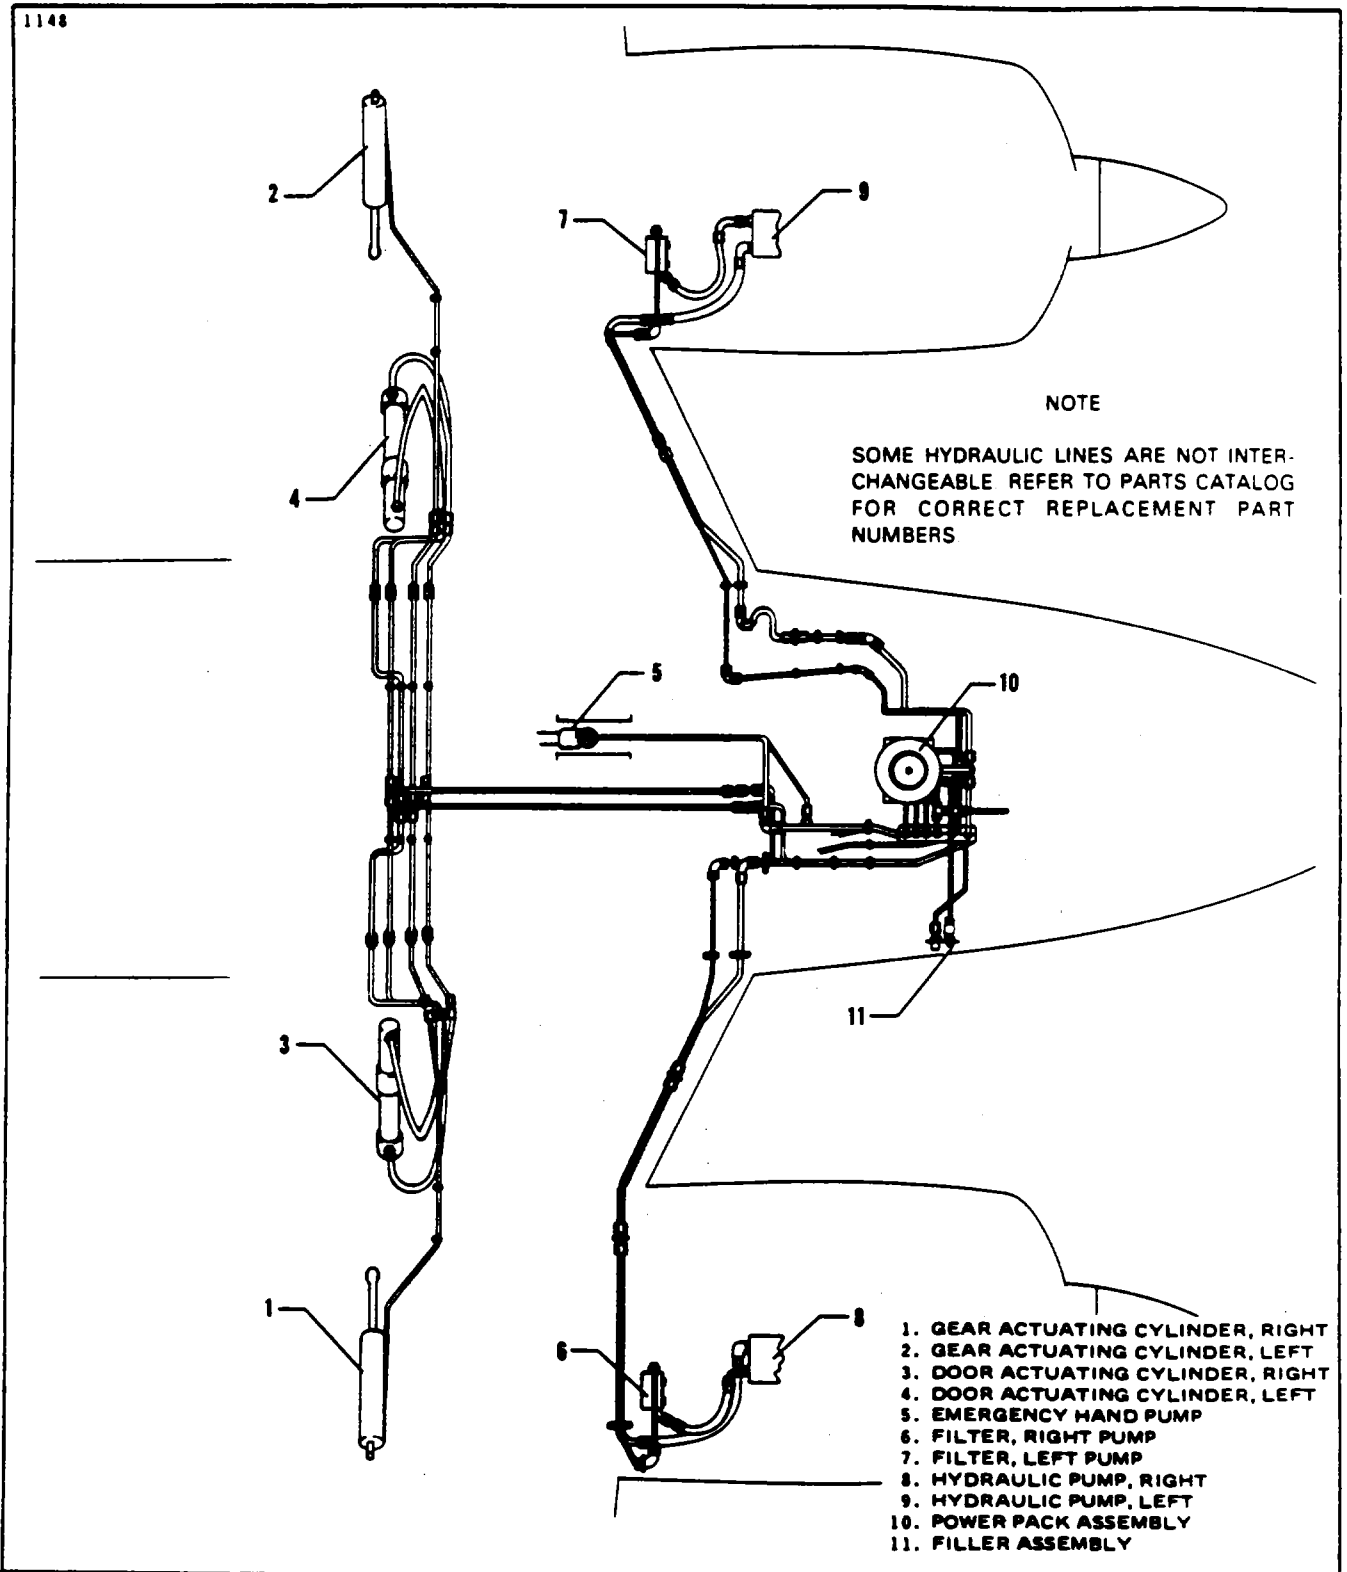 1148
2
7
9
NOTE
SOME HYDRAULIC LINES ARE NOT INTER-
CHANGEABLE. REFER TO PARTS CATALOG
FOR CORRECT REPLACEMENT PART
NUMBERS
4
5
10
11
3
1
6
8
1. GEAR ACTUATING CYLINDER, RIGHT
2. GEAR ACTUATING CYLINDER, LEFT
3. DOOR ACTUATING CYLINDER, RIGHT
4. DOOR ACTUATING CYLINDER, LEFT
5. EMERGENCY HAND PUMP
6. FILTER, RIGHT PUMP
7. FILTER, LEFT PUMP
8. HYDRAULIC PUMP, RIGHT
9. HYDRAULIC PUMP, LEFT
10. POWER PACK ASSEMBLY
11. FILLER ASSEMBLY